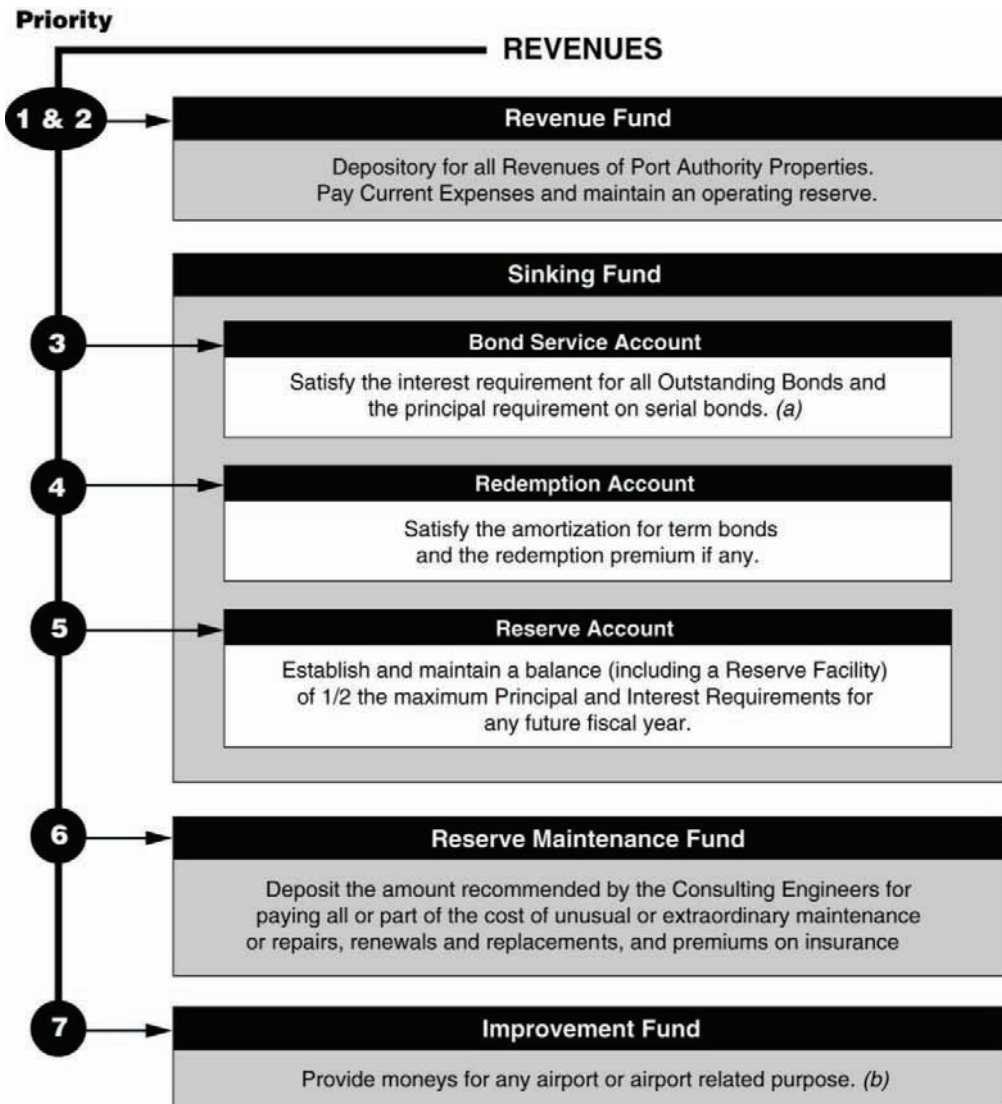 Priority
REVENUES
1 & 2
Revenue Fund
Depository for all Revenues of Port Authority Properties.
Pay Current Expenses and maintain an operating reserve.
Sinking Fund
3
Bond Service Account
Satisfy the interest requirement for all Outstanding Bonds and
the principal requirement on serial bonds. (a)
4
Redemption Account
Satisfy the amortization for term bonds
and the redemption premium if any.
5
Reserve Account
Establish and maintain a balance (including a Reserve Facility)
of 1/2 the maximum Principal and Interest Requirements for
any future fiscal year.
6
Reserve Maintenance Fund
Deposit the amount recommended by the Consulting Engineers for
paying all or part of the cost of unusual or extraordinary maintenance
or repairs, renewals and replacements, and premiums on insurance
7
Improvement Fund
Provide moneys for any airport or airport related purpose. (b)